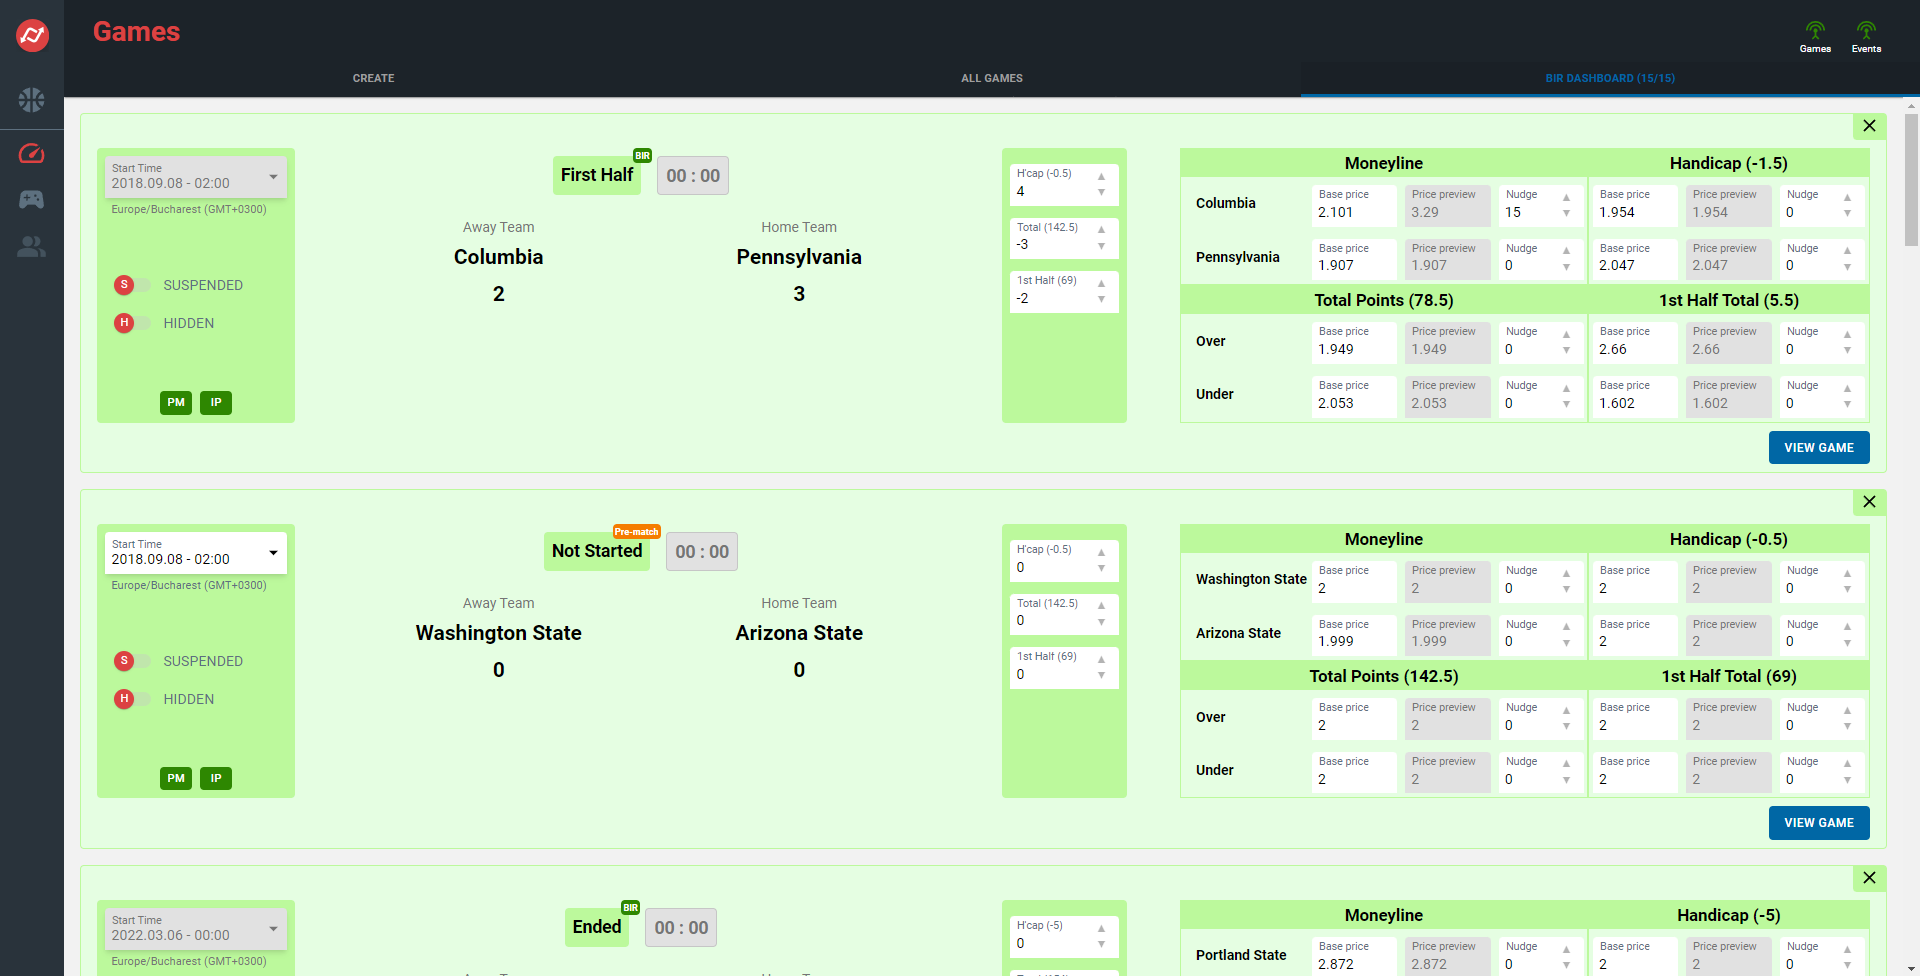 Games
Games
Events
CREATE
ALL GAMES
BIR DASHBOARD (15/15)
Start Time
2018.09.08 - 02:00
Europe/Bucharest (GMT+0300)
S SUSPENDED
H HIDDEN
PM IP
First Half
BIR
00 : 00
Away Team
Columbia
2
Home Team
Pennsylvania
3
H'cap (-0.5)
4
Total (142.5)
-3
1st Half (69)
-2
Moneyline
Handicap (-1.5)
Columbia
Base price
2.101
Price preview
3.29
Nudge
15
Base price
1.954
Price preview
1.954
Nudge
0
Pennsylvania
Base price
1.907
Price preview
1.907
Nudge
0
Base price
2.047
Price preview
2.047
Nudge
0
Total Points (78.5)
1st Half Total (5.5)
Over
Base price
1.949
Price preview
1.949
Nudge
0
Base price
2.66
Price preview
2.66
Nudge
0
Under
Base price
2.053
Price preview
2.053
Nudge
0
Base price
1.602
Price preview
1.602
Nudge
0
VIEW GAME
Start Time
2018.09.08 - 02:00
Europe/Bucharest (GMT+0300)
S SUSPENDED
H HIDDEN
PM IP
Not Started
Pre-match
00 : 00
Away Team
Washington State
0
Home Team
Arizona State
0
H'cap (-0.5)
0
Total (142.5)
0
1st Half (69)
0
Moneyline
Handicap (-0.5)
Washington State
Base price
2
Price preview
2
Nudge
0
Base price
2
Price preview
2
Nudge
0
Arizona State
Base price
1.999
Price preview
1.999
Nudge
0
Base price
2
Price preview
2
Nudge
0
Total Points (142.5)
1st Half Total (69)
Over
Base price
2
Price preview
2
Nudge
0
Base price
2
Price preview
2
Nudge
0
Under
Base price
2
Price preview
2
Nudge
0
Base price
2
Price preview
2
Nudge
0
VIEW GAME
Start Time
2022.03.06 - 00:00
Europe/Bucharest (GMT+0300)
Ended
BIR
00 : 00
H'cap (-5)
0
Moneyline
Handicap (-5)
Portland State
Base price
2.872
Price preview
2.872
Nudge
0
Base price
2
Price preview
2
Nudge
0